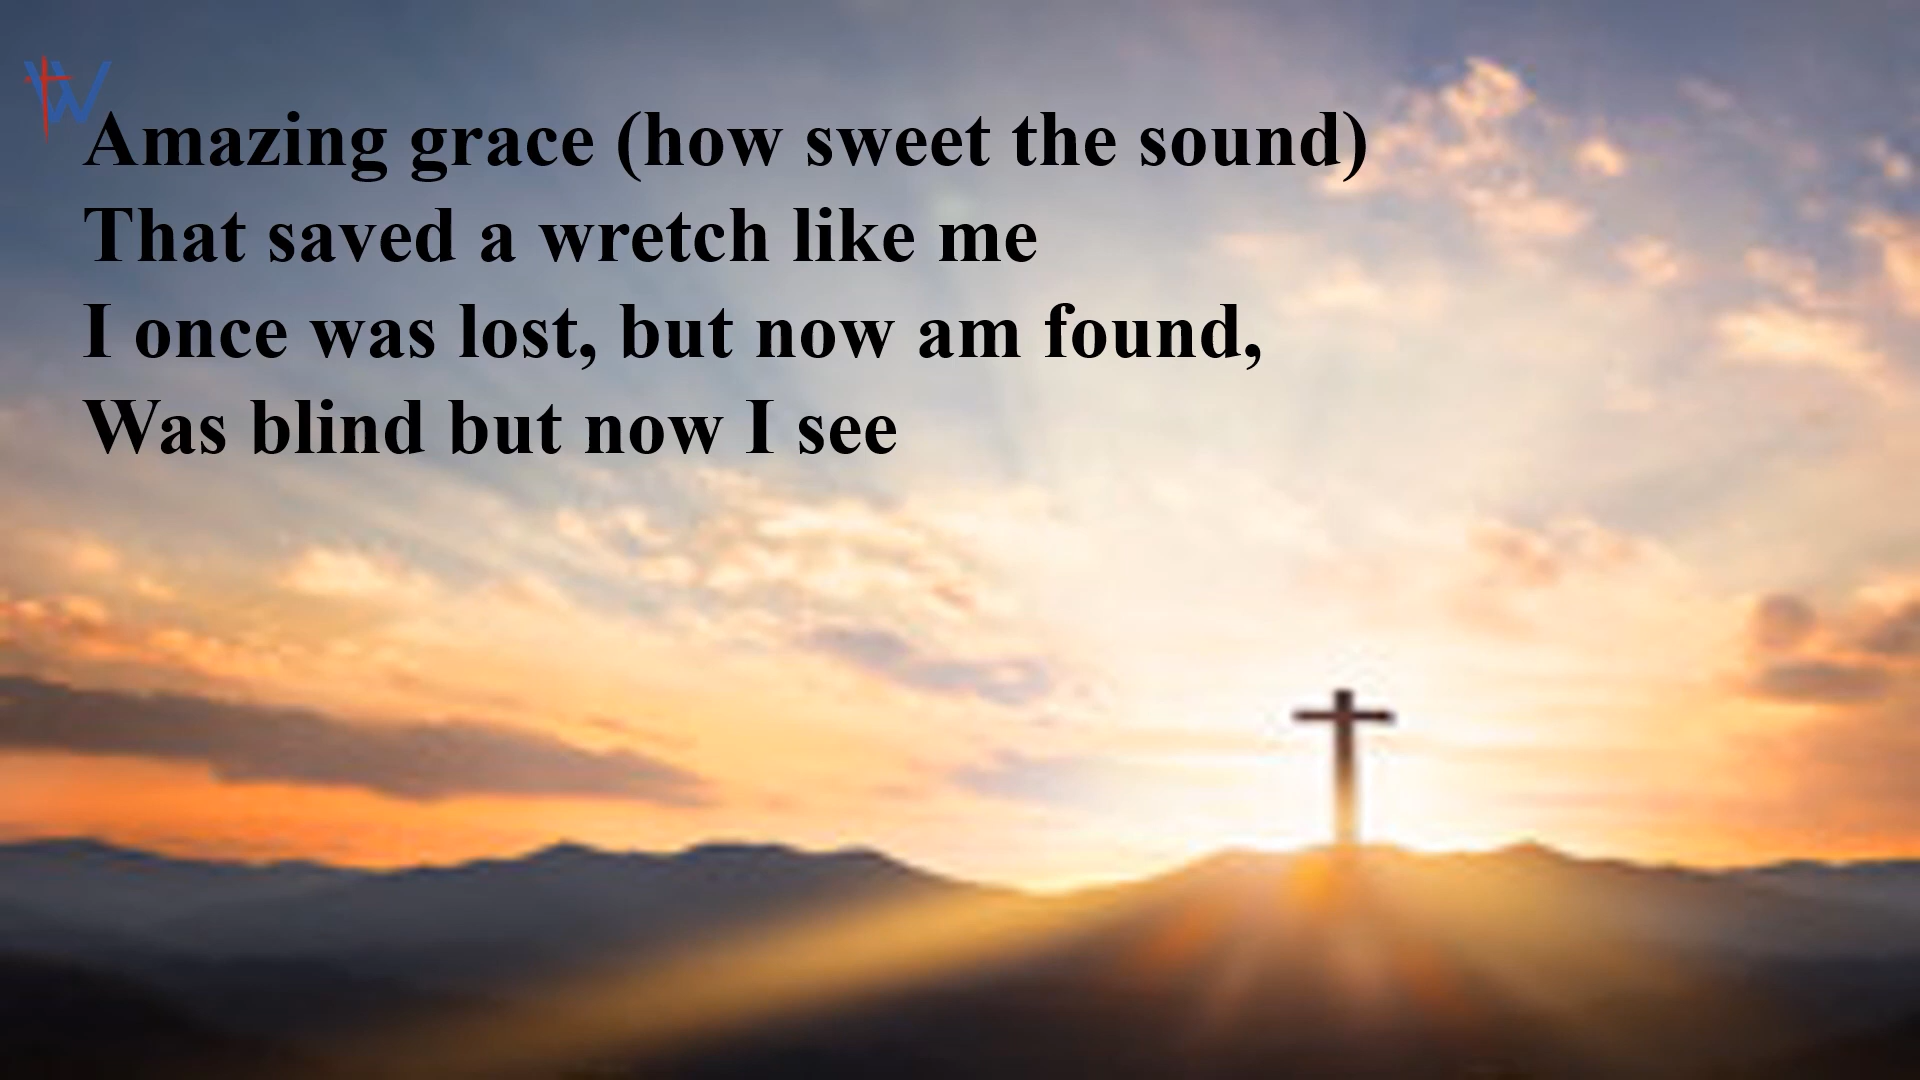 Amazing grace (how sweet the sound)
That saved a wretch like me
I once was lost, but now am found,
Was blind but now I see